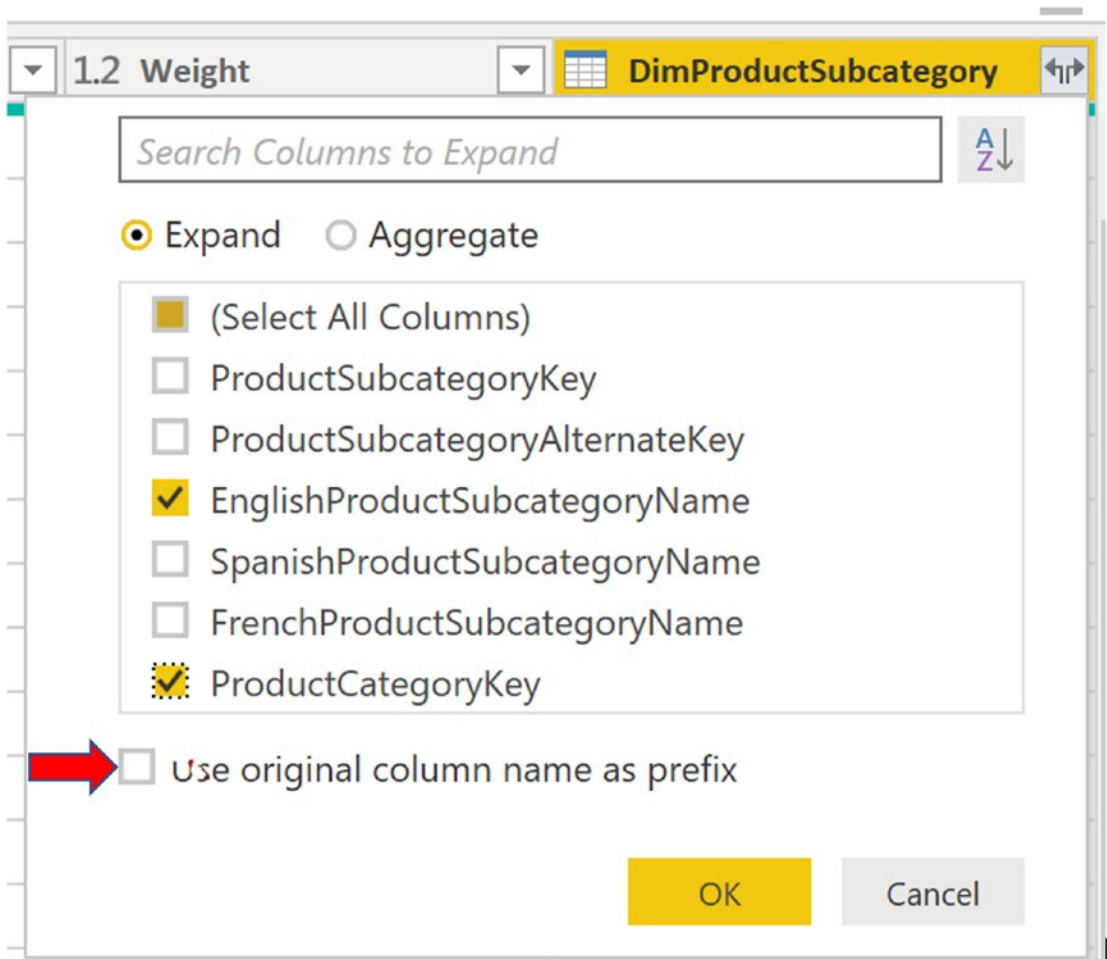 1.2 Weight DimProductSubcategory
Search Columns to Expand
A
Z
Expand Aggregate
(Select All Columns)
ProductSubcategoryKey
ProductSubcategoryAlternateKey
EnglishProductSubcategoryName
SpanishProductSubcategoryName
FrenchProductSubcategoryName
ProductCategoryKey
Use original column name as prefix
OK Cancel